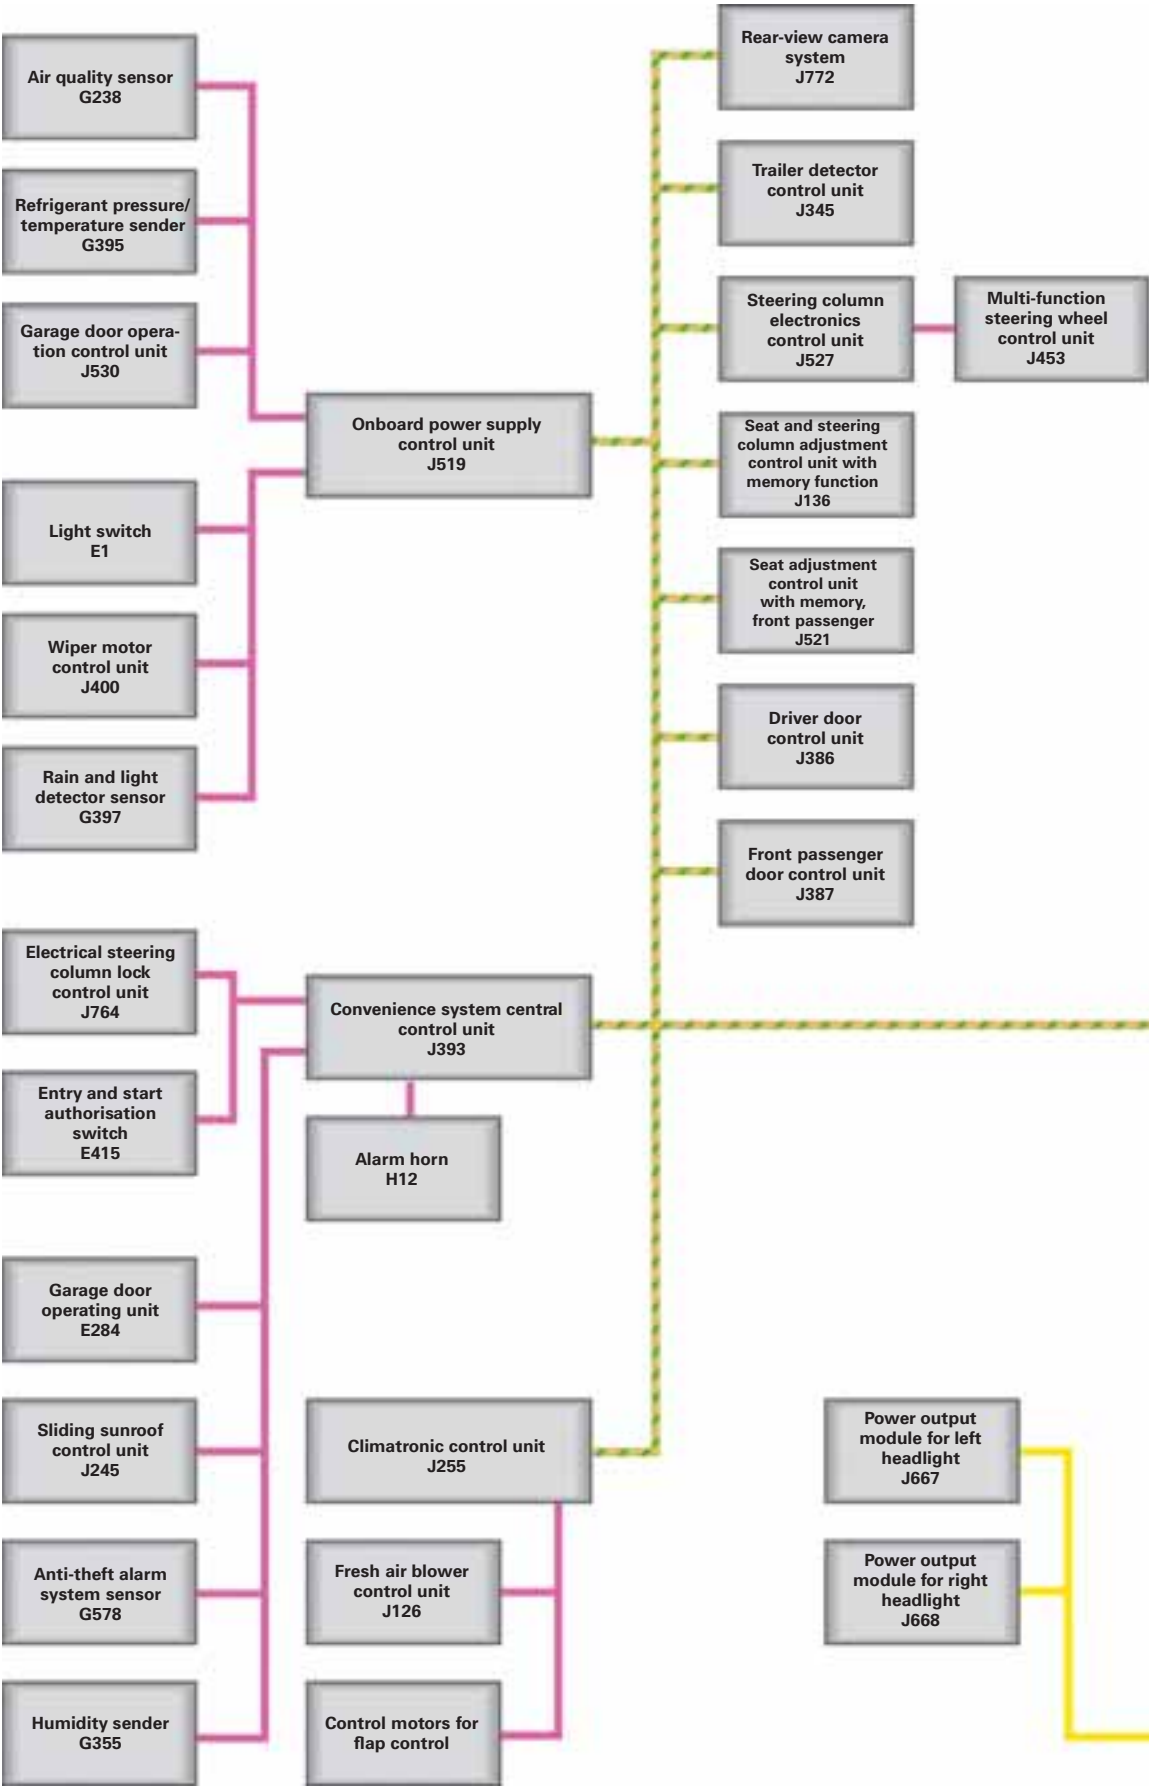 Air quality sensor
G238
Refrigerant pressure/
temperature sender
G395
Garage door opera-
tion control unit
J530
Light switch
E1
Wiper motor
control unit
J400
Rain and light
detector sensor
G397
Electrical steering
column lock
control unit
J764
Entry and start
authorisation
switch
E415
Garage door
operating unit
E284
Sliding sunroof
control unit
J245
Anti-theft alarm
system sensor
G578
Humidity sender
G355
Onboard power supply
control unit
J519
Convenience system central
control unit
J393
Alarm horn
H12
Climatronic control unit
J255
Fresh air blower
control unit
J126
Control motors for
flap control
Rear-view camera
system
J772
Trailer detector
control unit
J345
Steering column
electronics
control unit
J527
Multi-function
steering wheel
control unit
J453
Seat and steering
column adjustment
control unit with
memory function
J136
Seat adjustment
control unit
with memory,
front passenger
J521
Driver door
control unit
J386
Front passenger
door control unit
J387
Power output
module for left
headlight
J667
Power output
module for right
headlight
J668